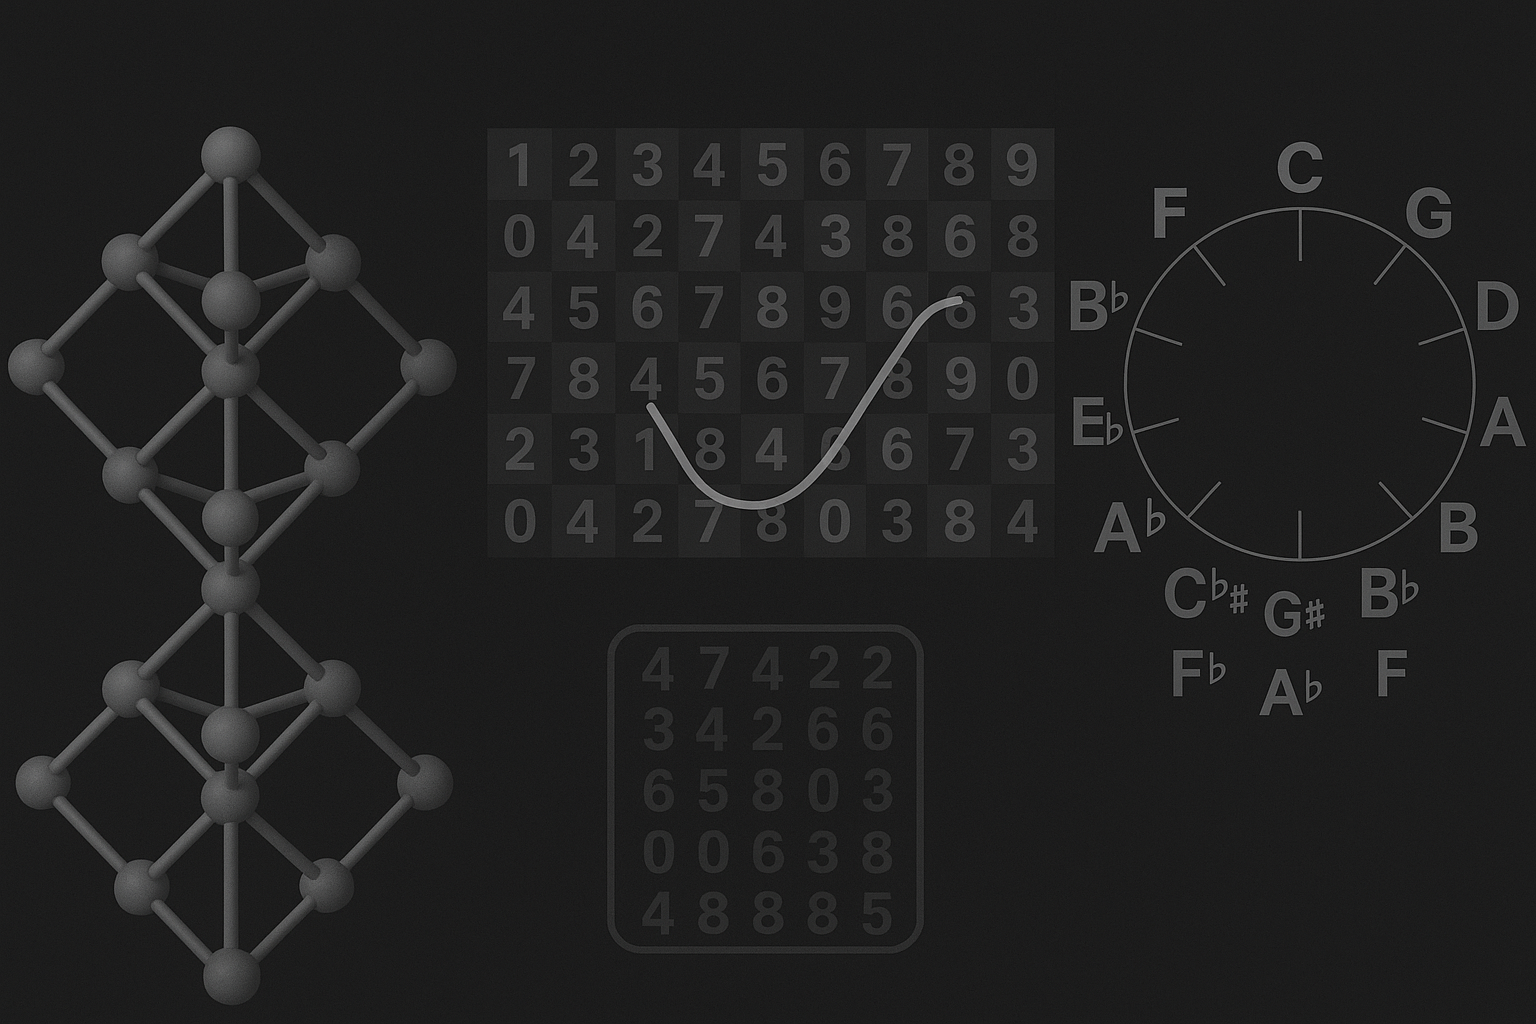 1 2 3 4 5 6 7 8 9
0 4 2 7 4 3 8 6 8
4 5 6 7 8 9 6 6 3
7 8 4 5 6 7 8 9 0
2 3 1 8 4 6 6 7 3
0 4 2 7 8 0 3 8 4
4 7 4 2 2
3 4 2 6 6
6 5 8 0 3
0 0 6 3 8
4 8 8 8 5
C
F G
B♭ D
E♭ A
A♭ B
C♭♯ G♯ B♭
F♭ A♭ F